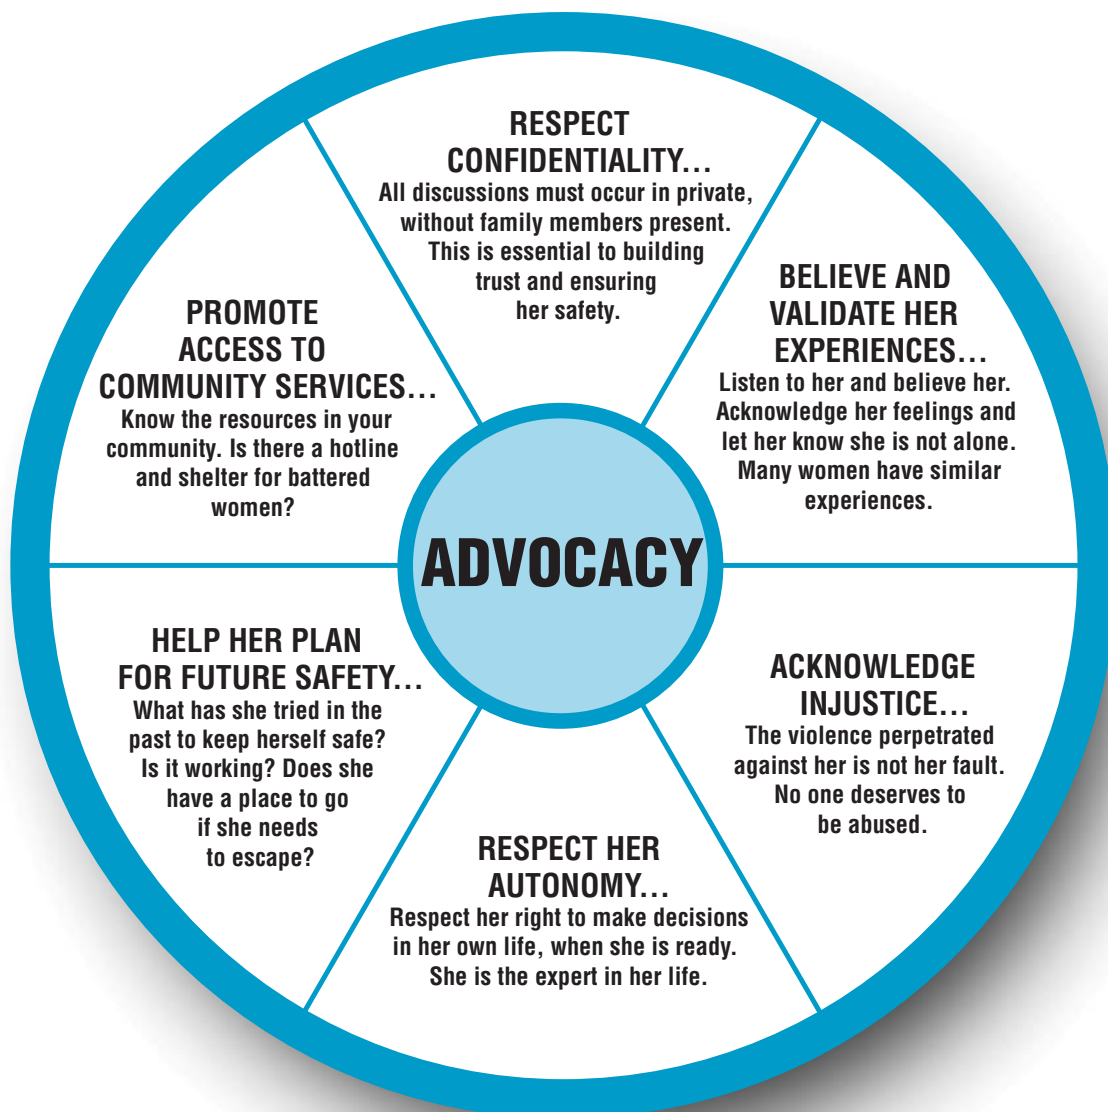 RESPECT
CONFIDENTIALITY...
All discussions must occur in private,
without family members present.
This is essential to building
trust and ensuring
her safety.
BELIEVE AND
VALIDATE HER
EXPERIENCES...
Listen to her and believe her.
Acknowledge her feelings and
let her know she is not alone.
Many women have similar
experiences.
ACKNOWLEDGE
INJUSTICE...
The violence perpetrated
against her is not her fault.
No one deserves to
be abused.
RESPECT HER
AUTONOMY...
Respect her right to make decisions
in her own life, when she is ready.
She is the expert in her life.
HELP HER PLAN
FOR FUTURE SAFETY...
What has she tried in the
past to keep herself safe?
Is it working? Does she
have a place to go
if she needs
to escape?
PROMOTE
ACCESS TO
COMMUNITY SERVICES...
Know the resources in your
community. Is there a hotline
and shelter for battered
women?
ADVOCACY